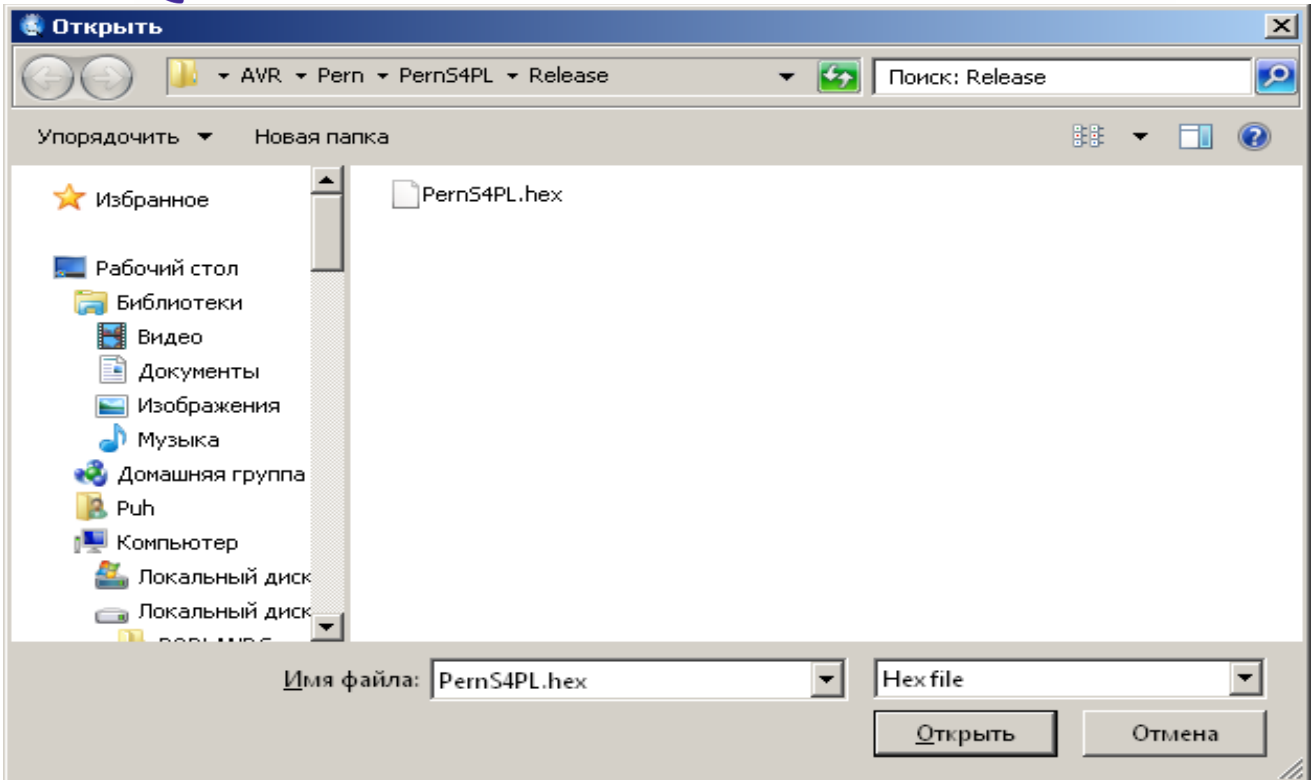 Открыть
AVR Pern PernS4PL Release
Поиск: Release
Упорядочить Новая папка
Избранное
PernS4PL.hex
Рабочий стол
Библиотеки
Видео
Документы
Изображения
Музыка
Домашняя группа
Puh
Компьютер
Локальный диск
Локальный диск
Имя файла: PernS4PL.hex
Hex file
Открыть Отмена